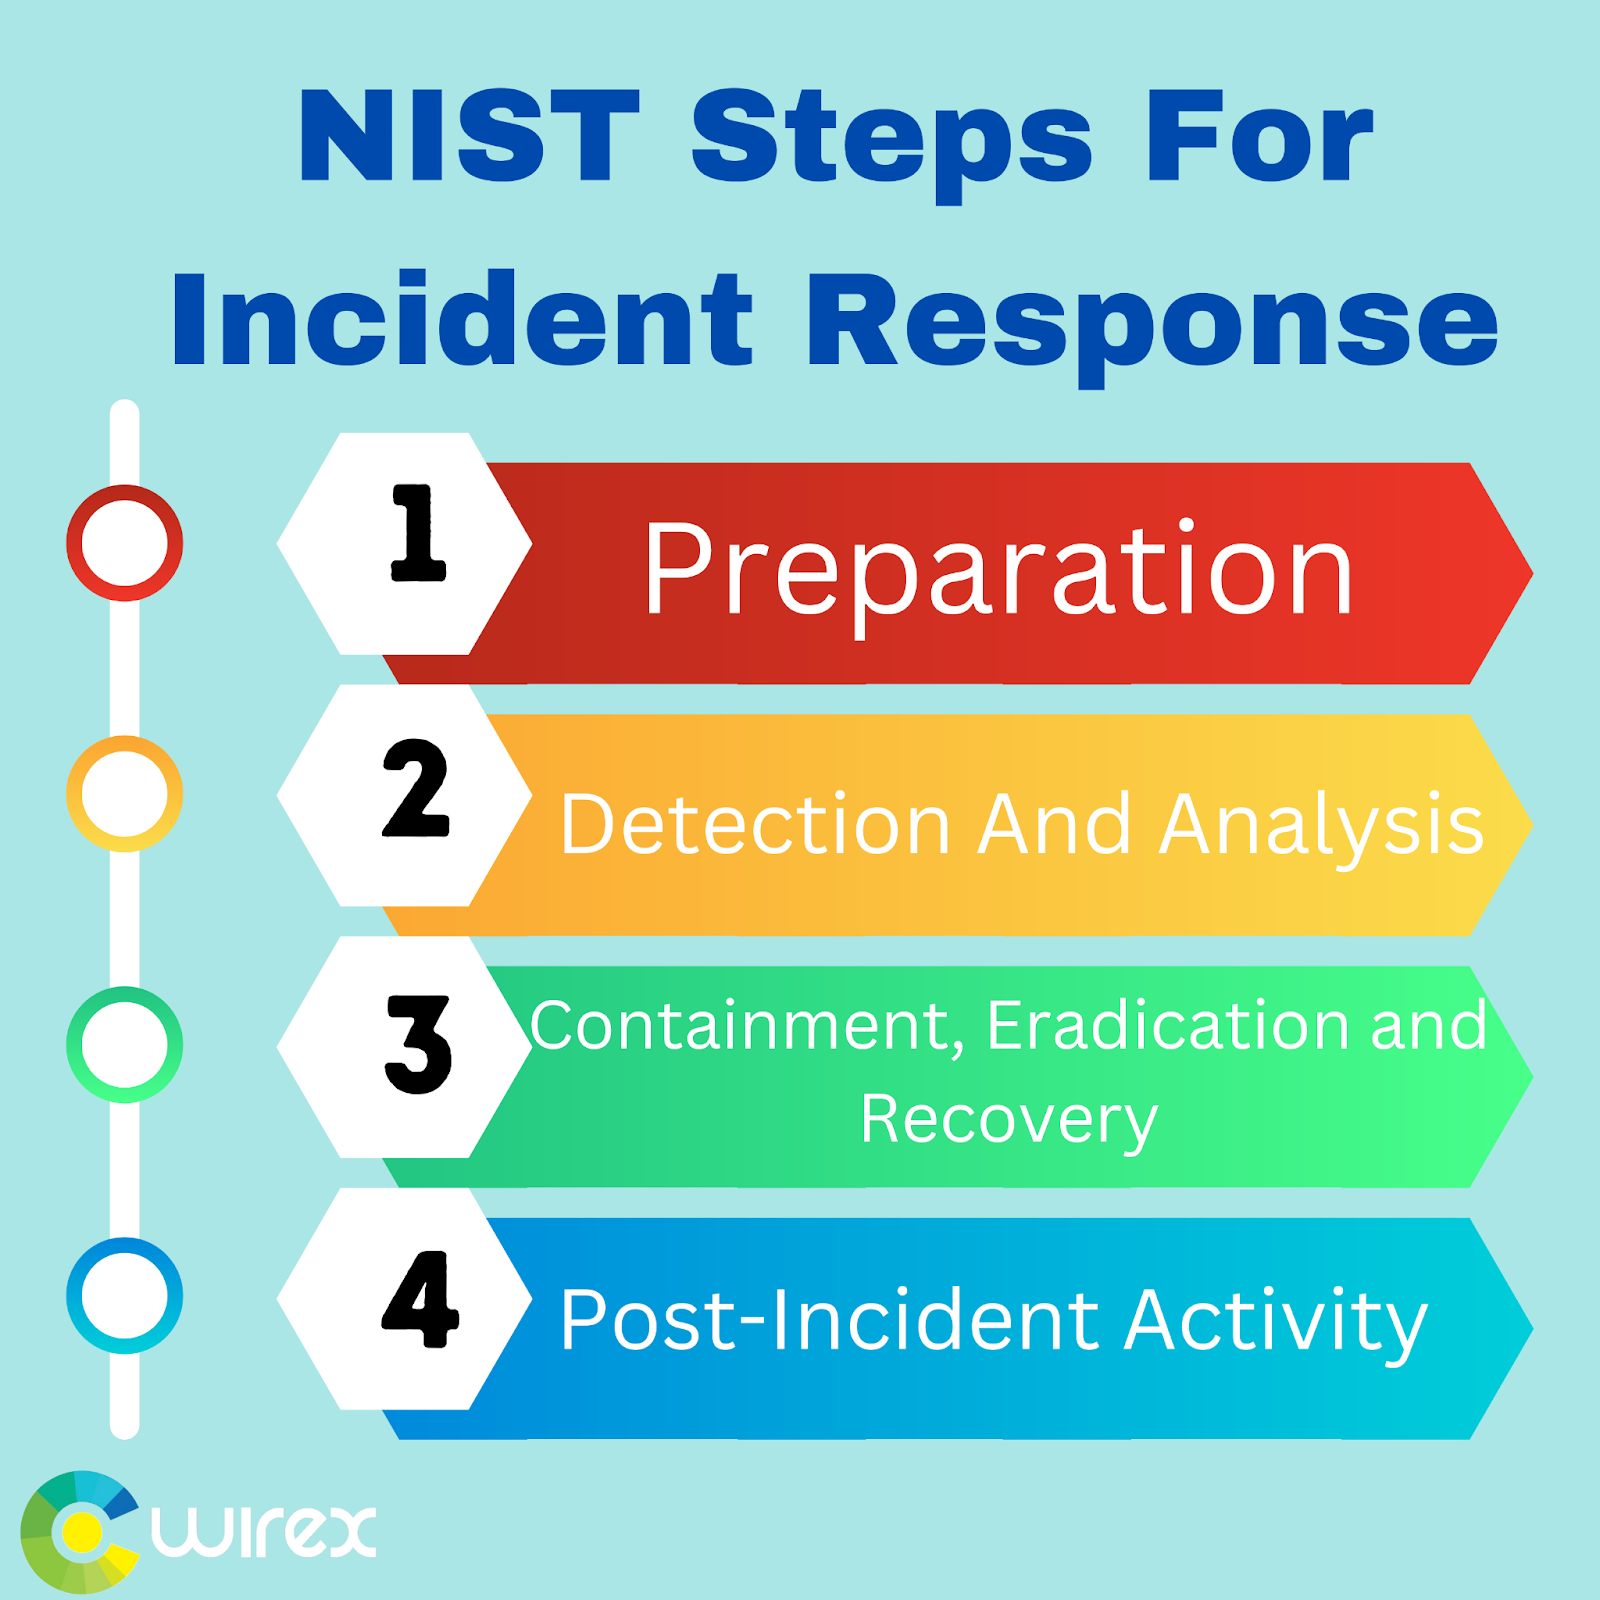 NIST Steps For
Incident Response
1
Preparation
2
Detection And Analysis
3
Containment, Eradication and
Recovery
4
Post-Incident Activity
wirex